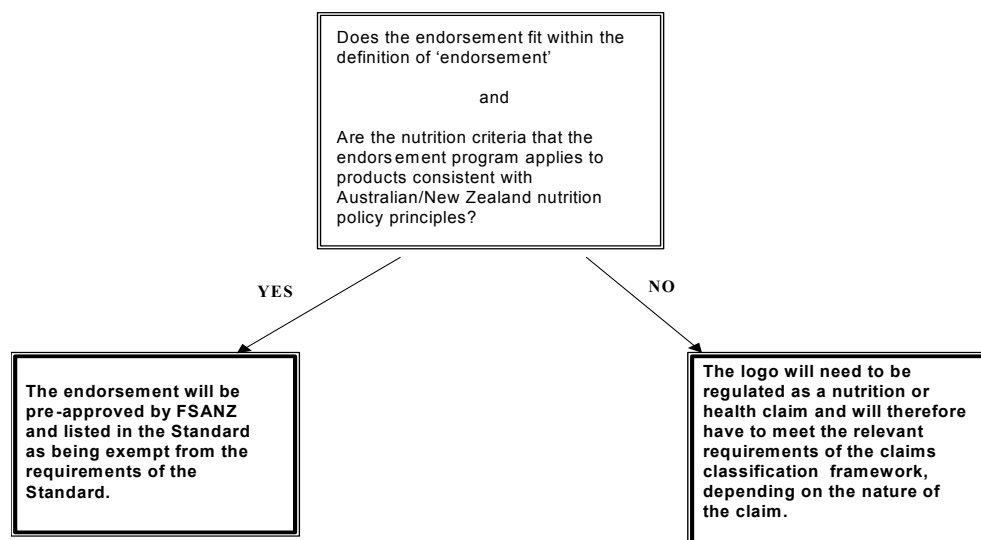 Does the endorsement fit within the
definition of ‘endorsement’
and
Are the nutrition criteria that the
endorsement program applies to
products consistent with
Australian/New Zealand nutrition
policy principles?
YES
NO
The endorsement will be
pre-approved by FSANZ
and listed in the Standard
as being exempt from the
requirements of the
Standard.
The logo will need to be
regulated as a nutrition or
health claim and will therefore
have to meet the relevant
requirements of the claims
classification framework,
depending on the nature of
the claim.